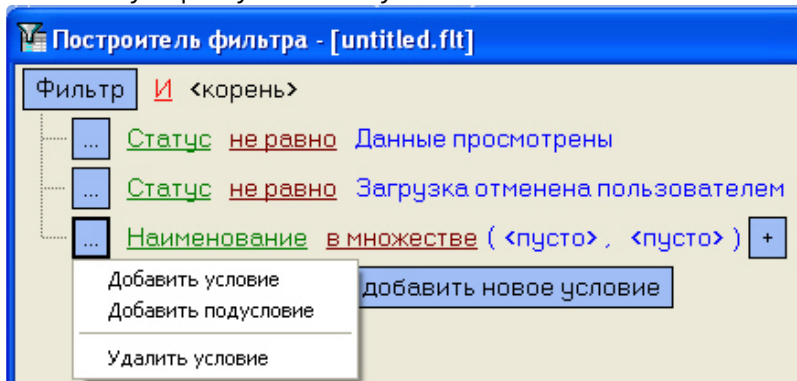 Построитель фильтра - [untitled.flt]
Фильтр И <корень>
... Статус не равно Данные просмотрены
... Статус не равно Загрузка отменена пользователем
... Наименование в множестве ( <пусто> , <пусто> ) +
Добавить условие
добавить новое условие
Добавить подусловие
Удалить условие